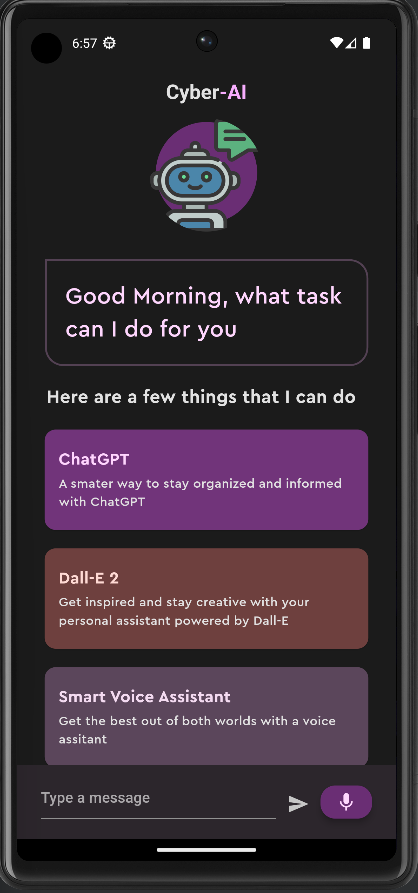 6:57
Cyber-AI
Good Morning, what task
can I do for you
Here are a few things that I can do
ChatGPT
A smater way to stay organized and informed
with ChatGPT
Dall-E 2
Get inspired and stay creative with your
personal assistant powered by Dall-E
Smart Voice Assistant
Get the best out of both worlds with a voice
assitant
Type a message